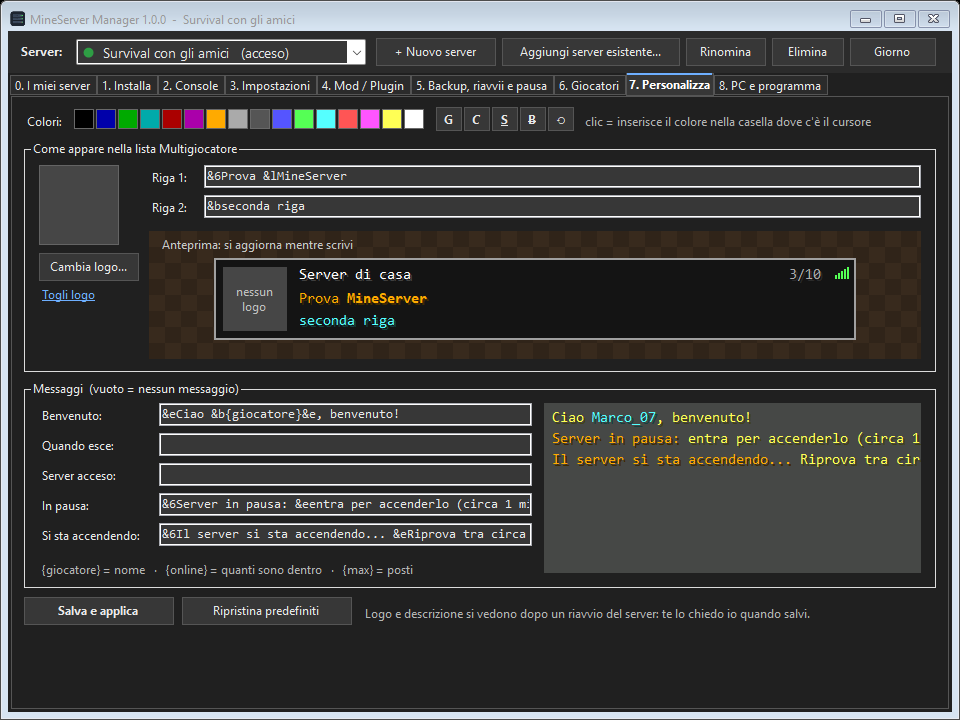 MineServer Manager 1.0.0 - Survival con gli amici
Server: Survival con gli amici (acceso) + Nuovo server Aggiungi server esistente... Rinomina Elimina Giorno
0. I miei server 1. Installa 2. Console 3. Impostazioni 4. Mod / Plugin 5. Backup, riavvii e pausa 6. Giocatori 7. Personalizza 8. PC e programma
Colori: G C S B clic = inserisce il colore nella casella dove c'è il cursore
Come appare nella lista Multigiocatore
Riga 1: &6Prova &lMineServer
Riga 2: &bseconda riga
Anteprima: si aggiorna mentre scrivi
Cambia logo...
Togli logo
nessun logo
Server di casa 3/10
Prova MineServer
seconda riga
Messaggi (vuoto = nessun messaggio)
Benvenuto: &eCiao &b{giocatore}&e, benvenuto!
Quando esce:
Server acceso:
In pausa: &6Server in pausa: &eentra per accenderlo (circa 1
Si sta accendendo: &6Il server si sta accendendo... &eRiprova tra circa
{giocatore} = nome · {online} = quanti sono dentro · {max} = posti
Ciao Marco_07, benvenuto!
Server in pausa: entra per accenderlo (circa 1
Il server si sta accendendo... Riprova tra cir
Salva e applica Ripristina predefiniti Logo e descrizione si vedono dopo un riavvio del server: te lo chiedo io quando salvi.